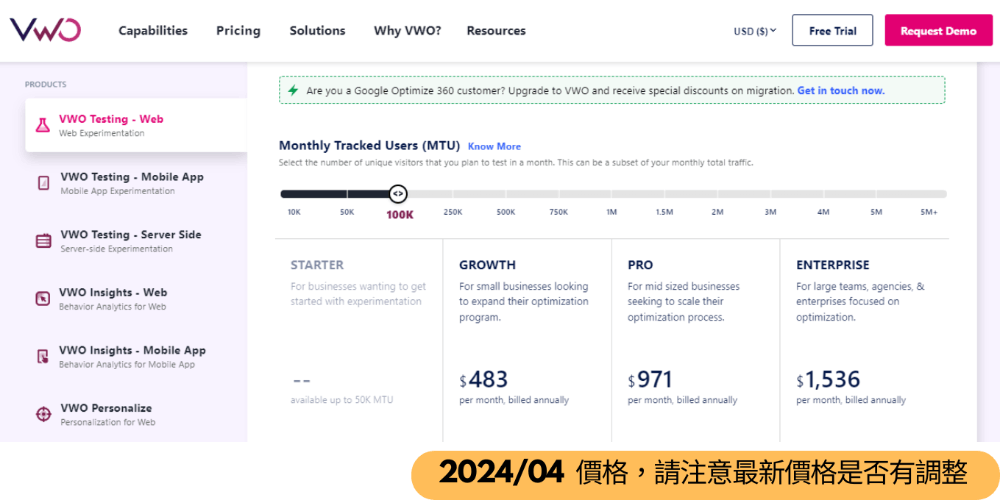 VWO
Capabilities
Pricing
Solutions
Why VWO?
Resources
USD ($)
Free Trial
Request Demo
PRODUCTS
VWO Testing - Web
Web Experimentation
VWO Testing - Mobile App
Mobile App Experimentation
VWO Testing - Server Side
Server-side Experimentation
VWO Insights - Web
Behavior Analytics for Web
VWO Insights - Mobile App
Behavior Analytics for Mobile App
VWO Personalize
Personalization for Web
Are you a Google Optimize 360 customer? Upgrade to VWO and receive special discounts on migration. Get in touch now.
Monthly Tracked Users (MTU) Know More
Select the number of unique visitors that you plan to test in a month. This can be a subset of your monthly total traffic.
10K 50K 100K 250K 500K 750K 1M 1.5M 2M 3M 4M 5M 5M+
STARTER
For businesses wanting to get
started with experimentation
--
available up to 50K MTU
GROWTH
For small businesses looking
to expand their optimization
program.
$483
per month, billed annually
PRO
For mid sized businesses
seeking to scale their
optimization process.
$971
per month, billed annually
ENTERPRISE
For large teams, agencies, &
enterprises focused on
optimization.
$1,536
per month, billed annually
2024/04 價格，請注意最新價格是否有調整